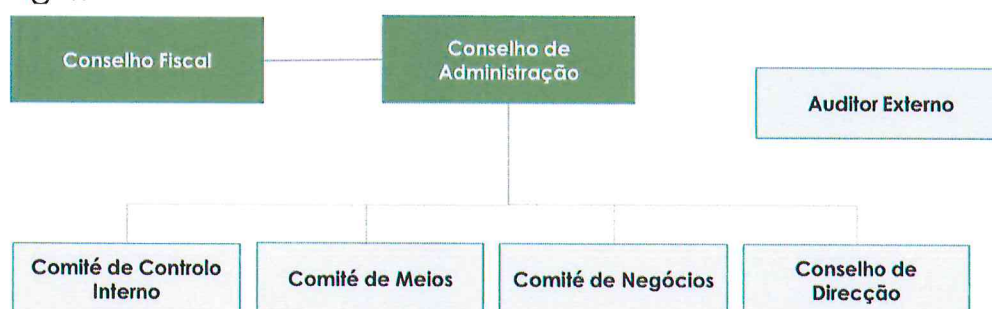 Conselho Fiscal
Conselho de
Administração
Auditor Externo
Comité de Controlo
Interno
Comité de Meios
Comité de Negócios
Conselho de
Direcção